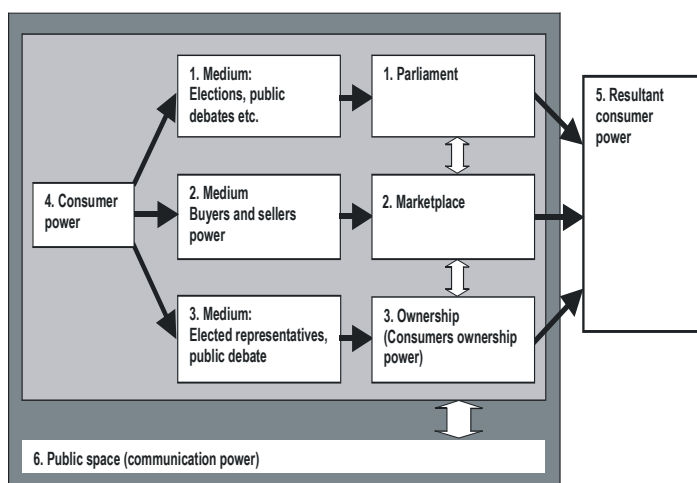 1. Medium:
Elections, public
debates etc.
1. Parliament
5. Resultant
consumer
power
4. Consumer
power
2. Medium
Buyers and sellers
power
2. Marketplace
3. Medium:
Elected representatives,
public debate
3. Ownership
(Consumers ownership
power)
6. Public space (communication power)